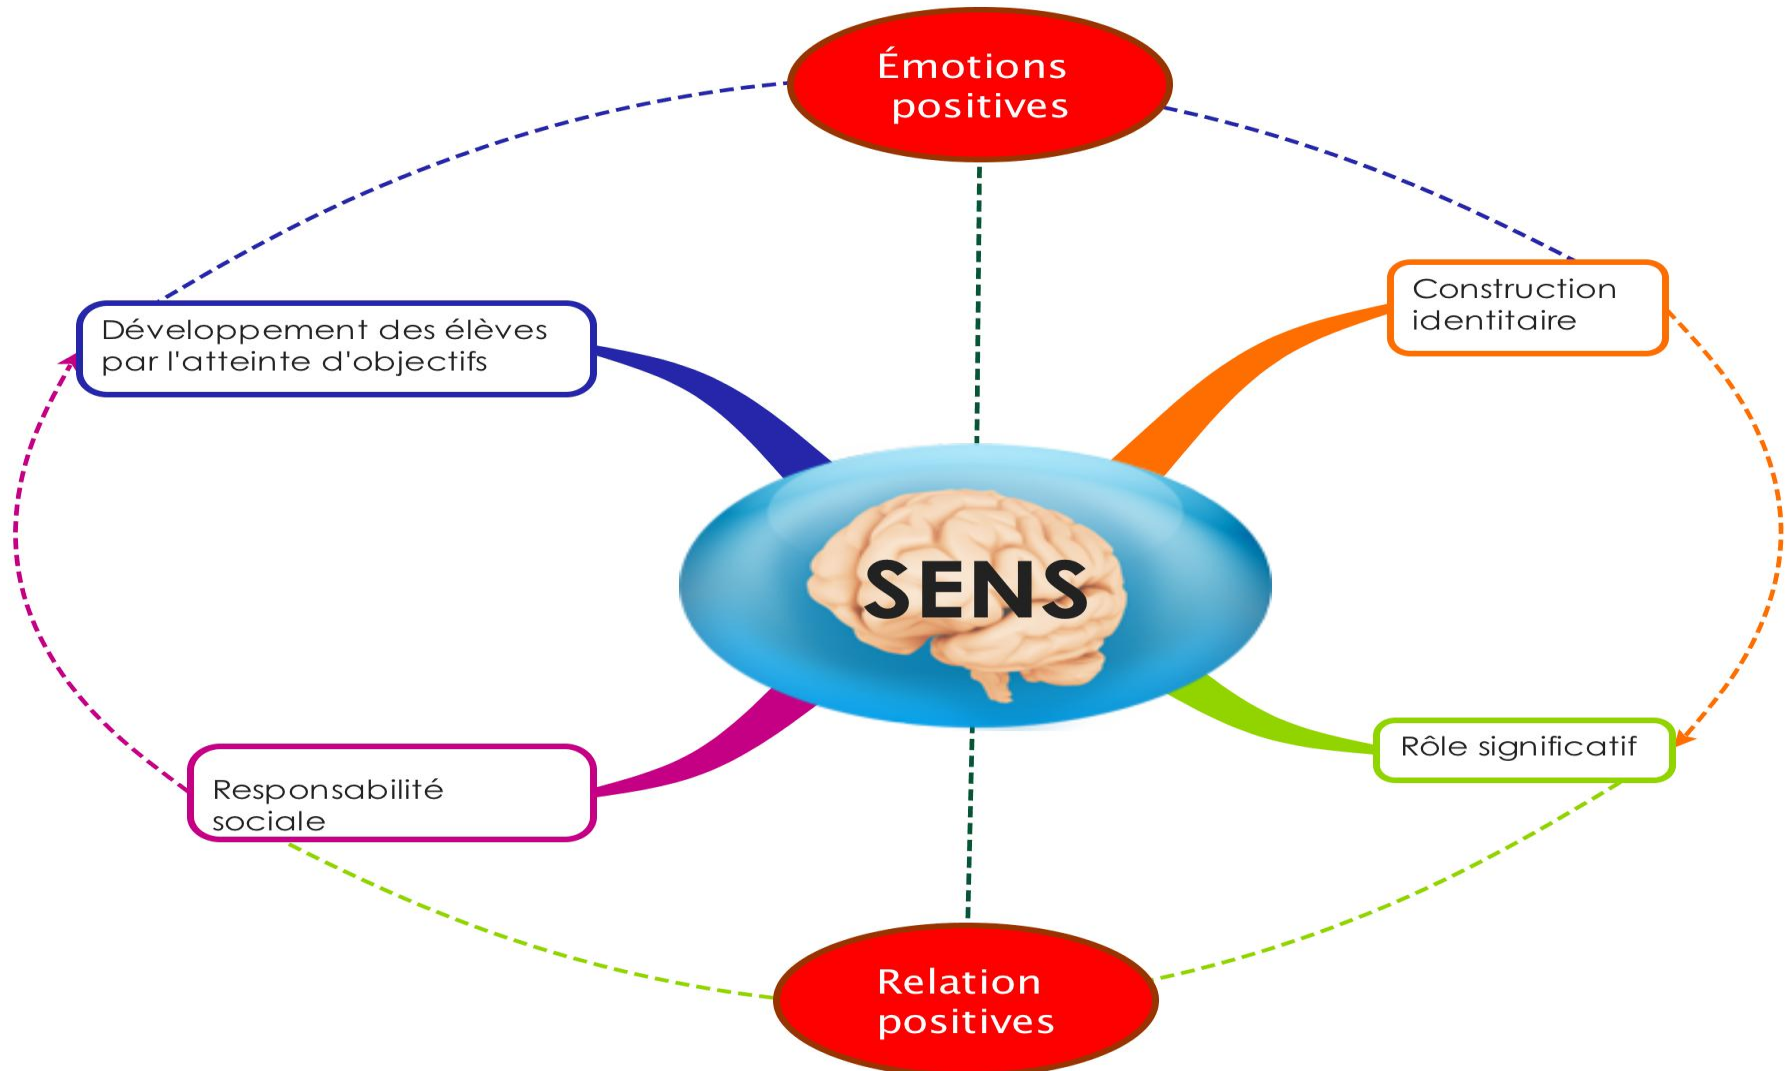 Émotions
positives
Développement des élèves
par l'atteinte d'objectifs
Construction
identitaire
SENS
Responsabilité
sociale
Rôle significatif
Relation
positives